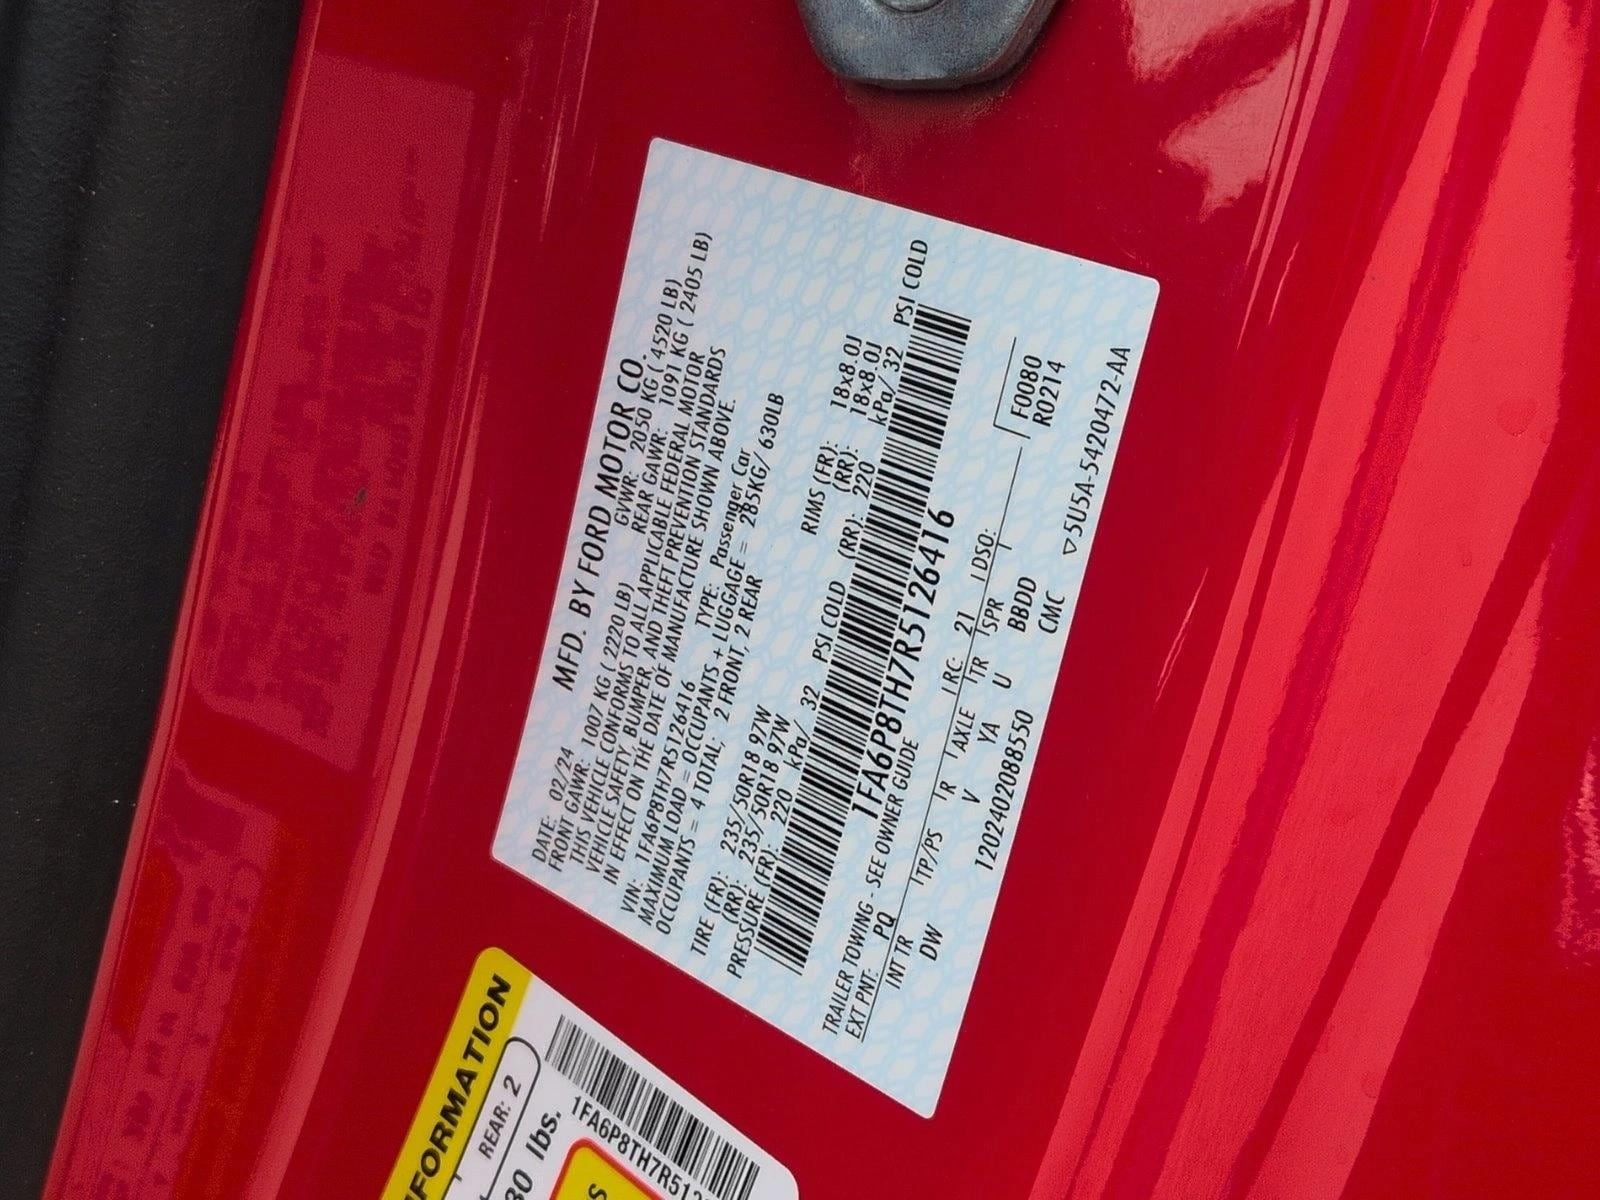 MFD. BY FORD MOTOR CO.
DATE: 02/24 GVWR: 2050 KG ( 4520 LB)
FRONT GAWR: 1007 KG ( 2220 LB) REAR GAWR: 1091 KG ( 2405 LB)
THIS VEHICLE CONFORMS TO ALL APPLICABLE FEDERAL MOTOR
VEHICLE SAFETY, BUMPER, AND THEFT PREVENTION STANDARDS
IN EFFECT ON THE DATE OF MANUFACTURE SHOWN ABOVE.
VIN: 1FA6P8TH7R5126416 TYPE: Passenger Car
MAXIMUM LOAD = OCCUPANTS + LUGGAGE = 285KG/ 630LB
OCCUPANTS = 4 TOTAL; 2 FRONT, 2 REAR
TIRE (FR): 235/50R18 97W RIMS (FR): 18x8.0J
(RR): 235/50R18 97W (RR): 18x8.0J
PRESSURE (FR): 220 kPa/ 32 PSI COLD (RR): 220 kPa/ 32 PSI COLD
1FA6P8TH7R5126416
TRAILER TOWING - SEE OWNER GUIDE
EXT PNT: PQ RC: 21 DSO:
INT TR TP/PS R AXLE TR SPR F0080
DW V YA U BBDD R0214
120240208B550 CMC ▽5U5A-5420472-AA
FORMATION
REAR: 2
30 lbs.
1FA6P8TH7R512
S